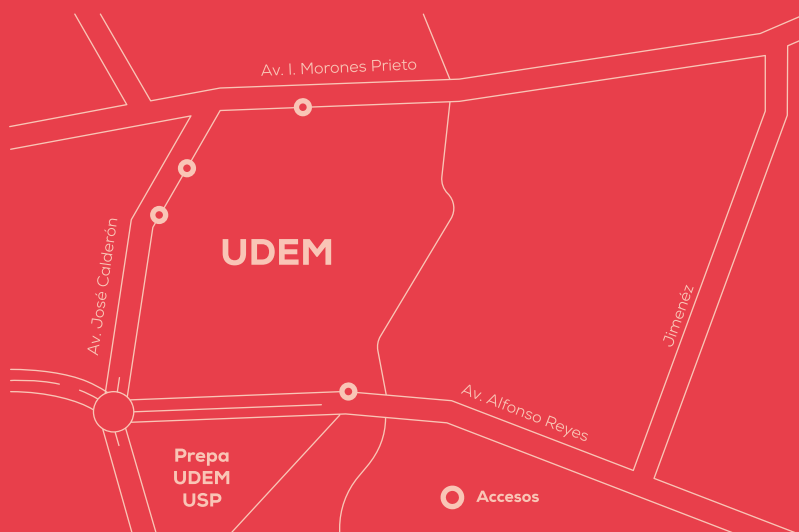 Av. I. Morones Prieto
Av. José Calderón
UDEM
Jimenéz
Av. Alfonso Reyes
Prepa
UDEM
USP
Accesos